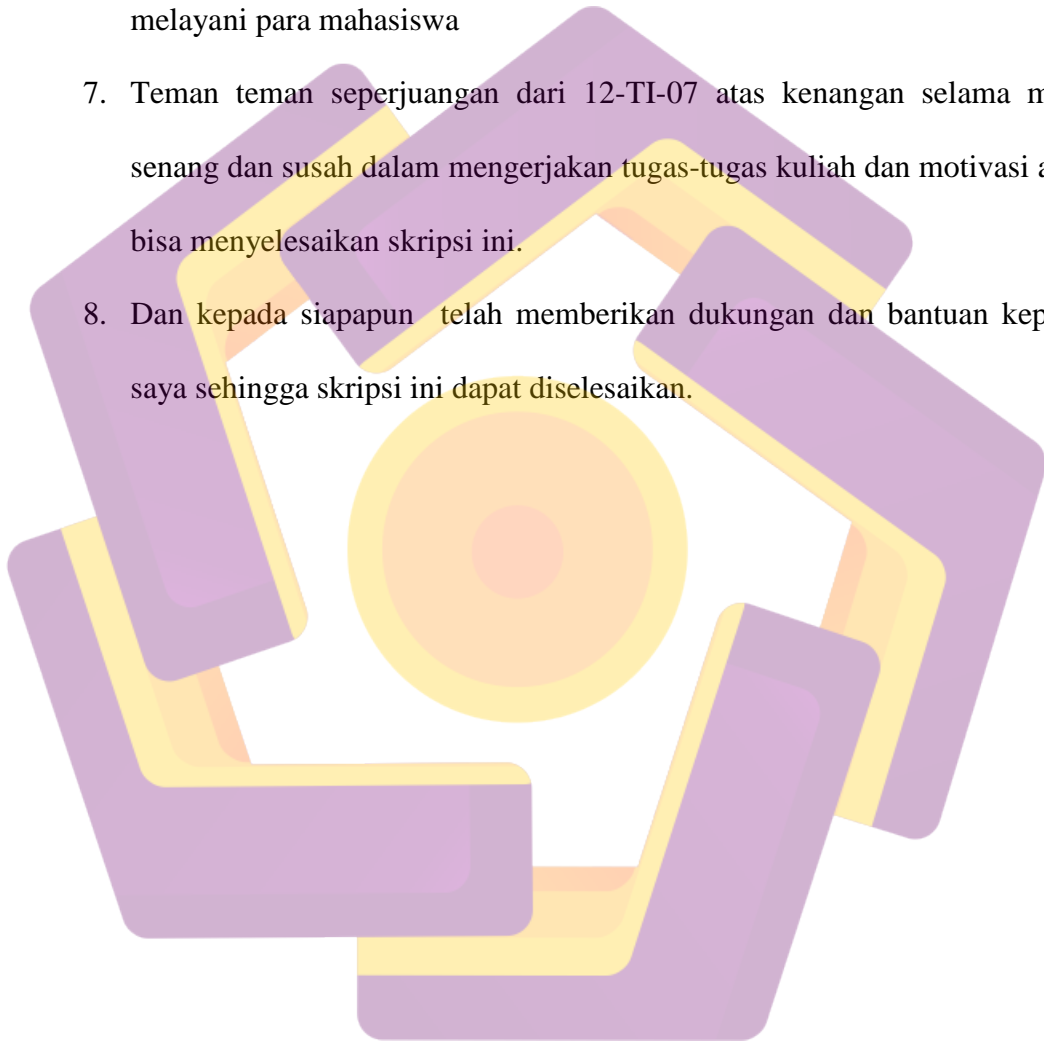 melayani para mahasiswa
7. Teman teman seperjuangan dari 12-TI-07 atas kenangan selama
senang dan susah dalam mengerjakan tugas-tugas kuliah dan motivasi
bisa menyelesaikan skripsi ini.
8. Dan kepada siapapun telah memberikan dukungan dan bantuan
saya sehingga skripsi ini dapat diselesaikan.